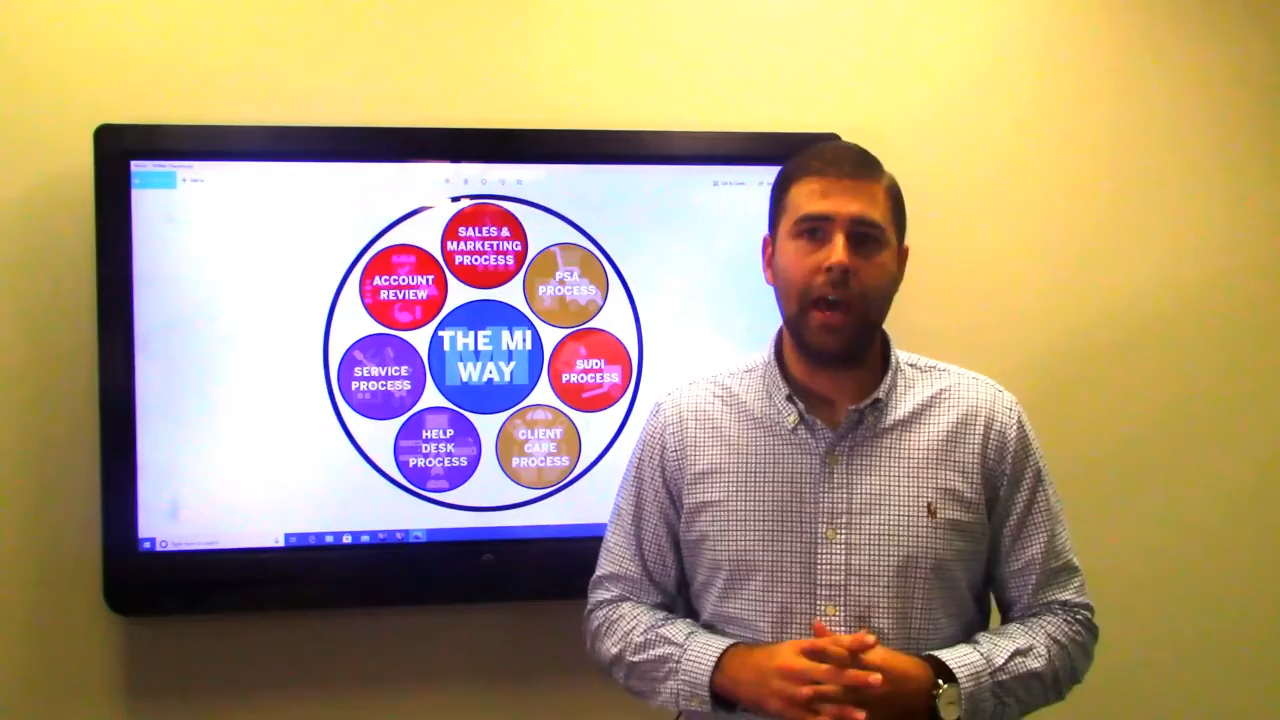 SALES &
MARKETING
PROCESS
PSA
PROCESS
SUDI
PROCESS
CLIENT
CARE
PROCESS
HELP
DESK
PROCESS
SERVICE
PROCESS
ACCOUNT
REVIEW
THE MI
WAY